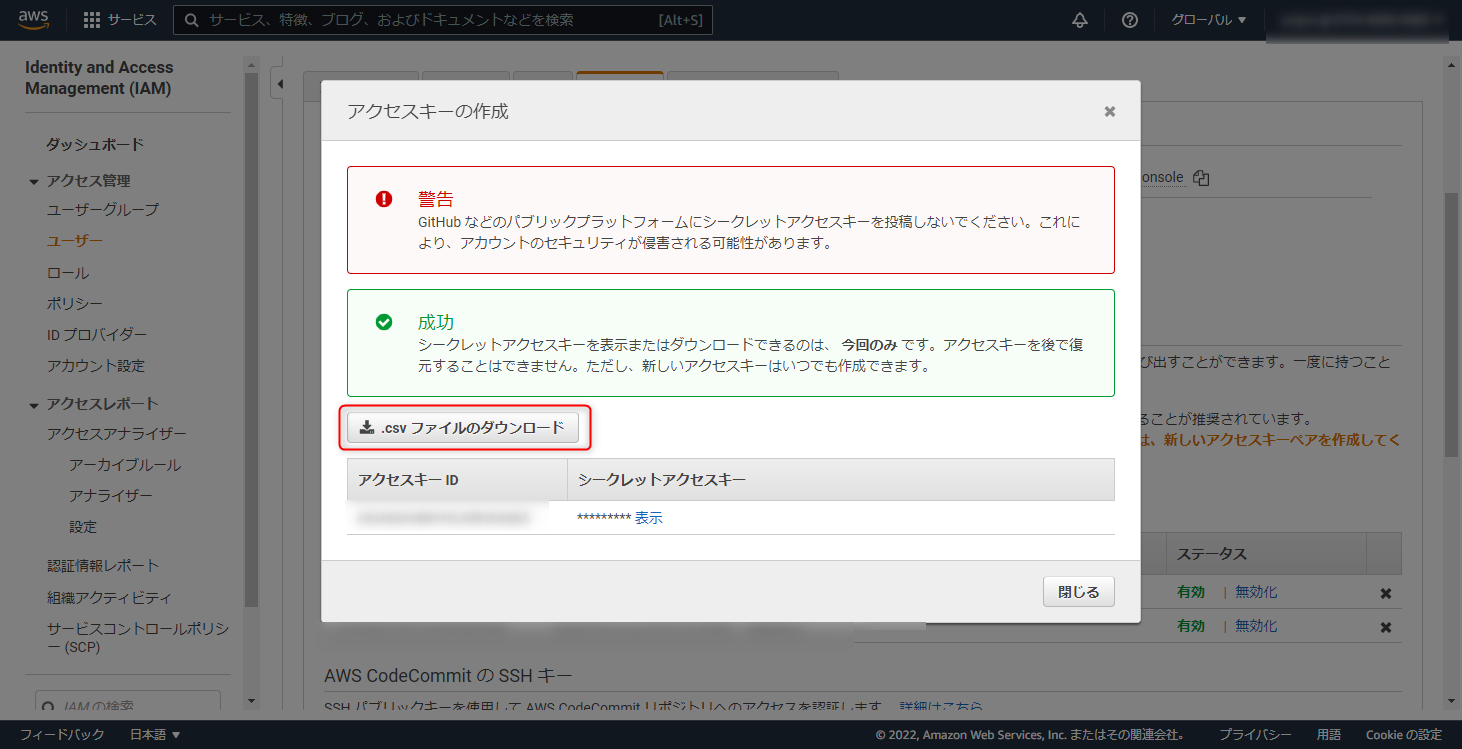 aws
サービス
サービス、特徴、ブログ、およびドキュメントなどを検索
[Alt+S]
グローバル ▼
Identity and Access
Management (IAM)
ダッシュボード
アクセス管理
ユーザーグループ
ユーザー
ロール
ポリシー
ID プロバイダー
アカウント設定
アクセスレポート
アクセスアナライザー
アーカイブルール
アナライザー
設定
認証情報レポート
組織アクティビティ
サービスコントロールポリシ
ー (SCP)
IAM の検索
アクセスキーの作成
警告
GitHub などのパブリックプラットフォームにシークレットアクセスキーを投稿しないでください。これに
より、アカウントのセキュリティが侵害される可能性があります。
成功
シークレットアクセスキーを表示またはダウンロードできるのは、 今回のみ です。アクセスキーを後で復
元することはできません。ただし、新しいアクセスキーはいつでも作成できます。
.csv ファイルのダウンロード
アクセスキー ID
シークレットアクセスキー
********* 表示
閉じる
onsole
び出すことができます。一度に持つこと
ることが推奨されています。
は、新しいアクセスキーペアを作成してく
ステータス
有効 | 無効化
有効 | 無効化
AWS CodeCommit の SSH キー
SSH パブリックキーを使用して AWS CodeCommit リポジトリへのアクセスを認証します。 詳細はこちら
フィードバック
日本語 ▼
© 2022, Amazon Web Services, Inc. またはその関連会社。
プライバシー
用語
Cookie の設定